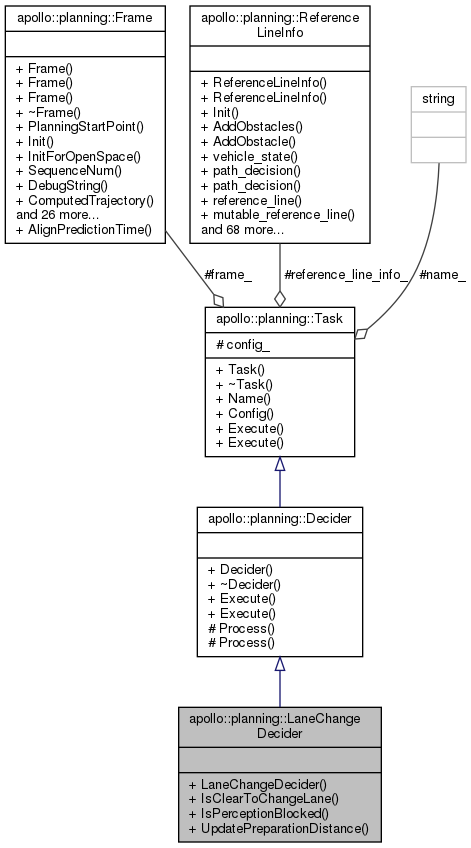 apollo::planning::Frame
+ Frame()
+ Frame()
+ Frame()
+ ~Frame()
+ PlanningStartPoint()
+ Init()
+ InitForOpenSpace()
+ SequenceNum()
+ DebugString()
+ ComputedTrajectory()
and 26 more...
+ AlignPredictionTime()
apollo::planning::Reference
LineInfo
+ ReferenceLineInfo()
+ ReferenceLineInfo()
+ Init()
+ AddObstacles()
+ AddObstacle()
+ vehicle_state()
+ path_decision()
+ path_decision()
+ reference_line()
+ mutable_reference_line()
and 68 more...
string
#frame_
#reference_line_info_
#name_
apollo::planning::Task
# config_
+ Task()
+ ~Task()
+ Name()
+ Config()
+ Execute()
+ Execute()
apollo::planning::Decider
+ Decider()
+ ~Decider()
+ Execute()
+ Execute()
# Process()
# Process()
apollo::planning::LaneChange
Decider
+ LaneChangeDecider()
+ IsClearToChangeLane()
+ IsPerceptionBlocked()
+ UpdatePreparationDistance()